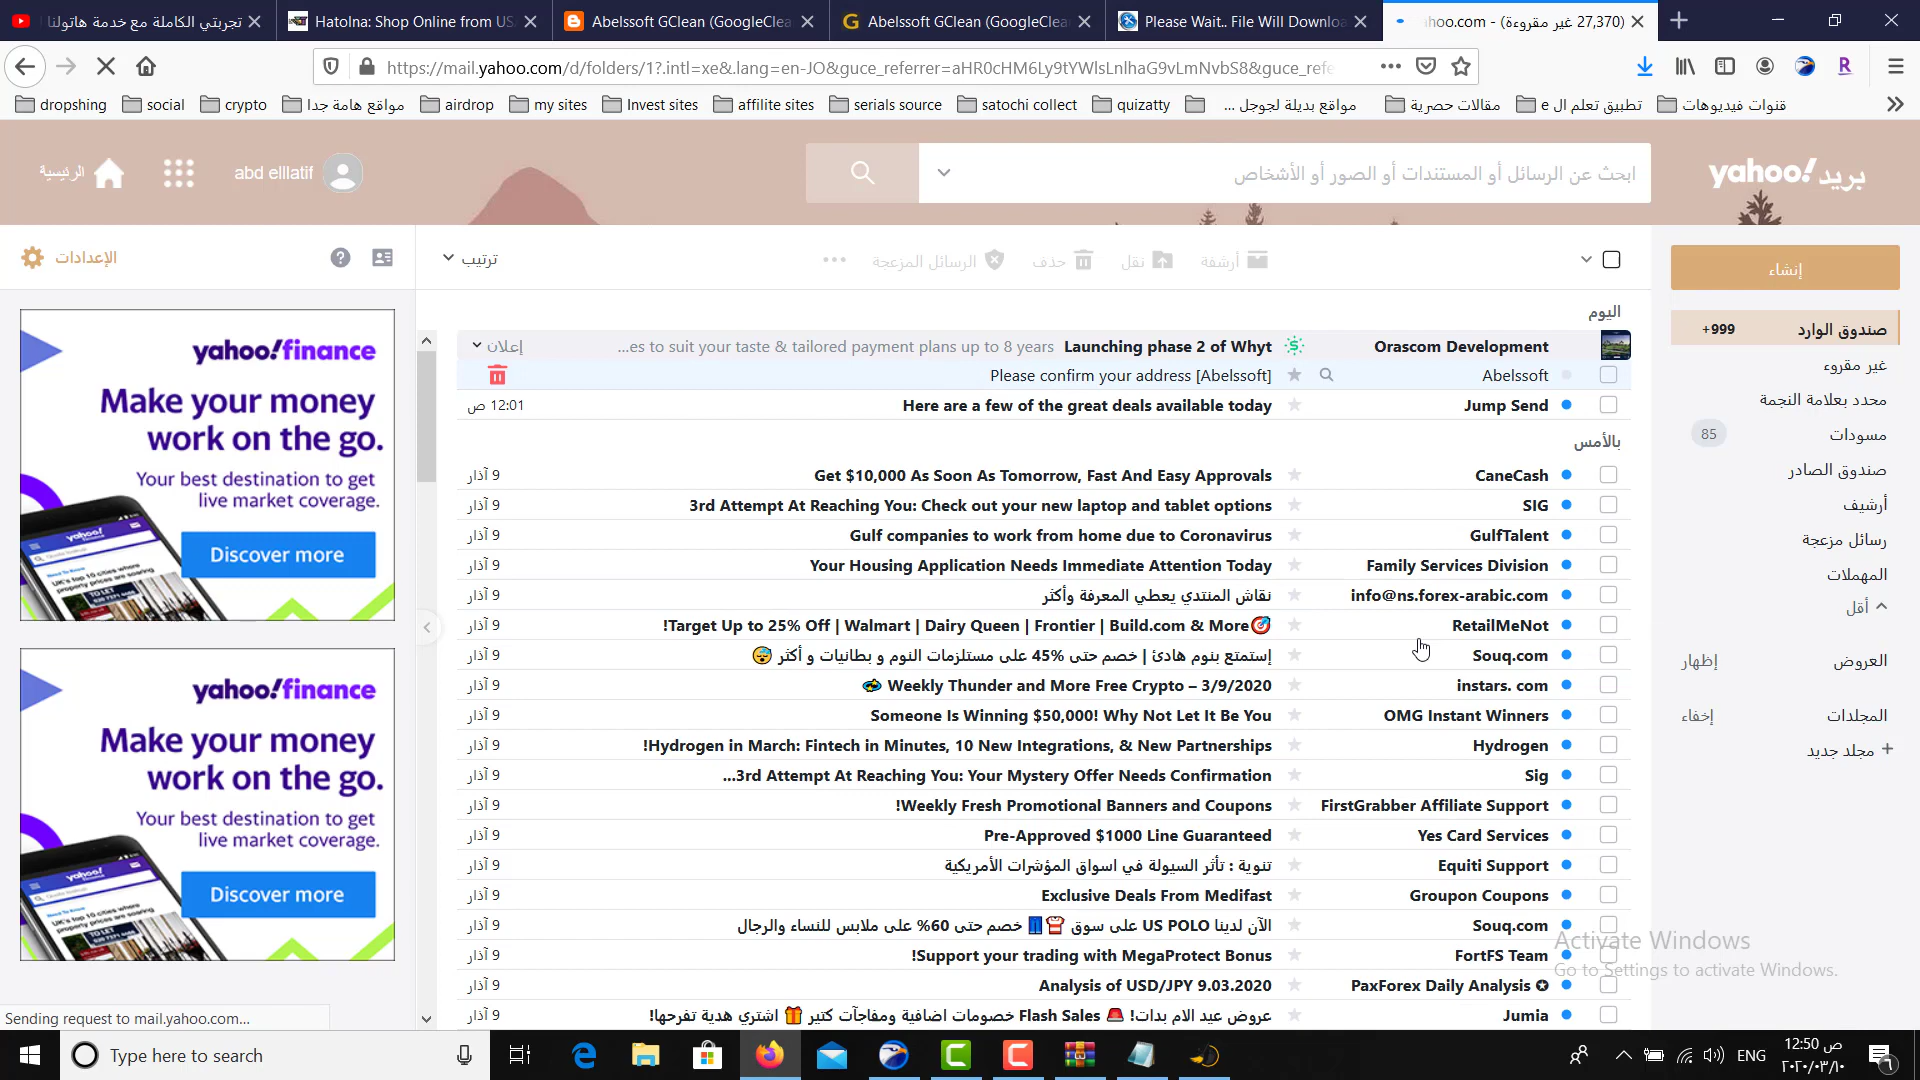 تجربتي الكاملة مع خدمة هاتولنا
HatoIna: Shop Online from US
Abelssoft GClean (GoogleClea
Abelssoft GClean (GoogleClea
Please Wait.. File Will Downloa
hoo.com - (27,370 غير مقروءة)
https://mail.yahoo.com/d/folders/1?.intl=xe&.lang=en-JO&guce_referrer=aHR0cHM6Ly9tYWlsLnlhaG9vLmNvbS8&guce_refe
dropshing
social
crypto
مواقع هامة جدا
airdrop
my sites
Invest sites
affilite sites
serials source
satochi collect
quizatty
مواقع بديلة لجوجل ...
مقالات حصرية
تطبيق تعلم ال e
قنوات فيديوهات
بريد yahoo!
ابحث عن الرسائل أو المستندات أو الصور أو الأشخاص
abd elllatif
الرئيسية
إنشاء
صندوق الوارد 999+
غير مقروء
محدد بعلامة النجمة
مسودات 85
صندوق الصادر
أرشيف
رسائل مزعجة
المهملات
أقل
العروض إظهار
المجلدات إخفاء
+ مجلد جديد
أرشفة
نقل
حذف
الرسائل المزعجة
•••
ترتيب
اليوم
Orascom Development Launching phase 2 of Whyt ...es to suit your taste & tailored payment plans up to 8 years إعلان
Abelssoft Please confirm your address [Abelssoft]
Jump Send Here are a few of the great deals available today 12:01 ص
بالأمس
CaneCash Get $10,000 As Soon As Tomorrow, Fast And Easy Approvals 9 آذار
SIG 3rd Attempt At Reaching You: Check out your new laptop and tablet options 9 آذار
GulfTalent Gulf companies to work from home due to Coronavirus 9 آذار
Family Services Division Your Housing Application Needs Immediate Attention Today 9 آذار
info@ns.forex-arabic.com نقاش المنتدي يعطي المعرفة وأكثر 9 آذار
RetailMeNot 🎯Target Up to 25% Off | Walmart | Dairy Queen | Frontier | Build.com & More! 9 آذار
Souq.com إستمتع بنوم هادئ | خصم حتى 45% على مستلزمات النوم و بطانيات و أكثر 😴 9 آذار
instars. com Weekly Thunder and More Free Crypto – 3/9/2020 9 آذار
OMG Instant Winners Someone Is Winning $50,000! Why Not Let It Be You 9 آذار
Hydrogen Hydrogen in March: Fintech in Minutes, 10 New Integrations, & New Partnerships! 9 آذار
Sig 3rd Attempt At Reaching You: Your Mystery Offer Needs Confirmation... 9 آذار
FirstGrabber Affiliate Support Weekly Fresh Promotional Banners and Coupons! 9 آذار
Yes Card Services Pre-Approved $1000 Line Guaranteed 9 آذار
Equiti Support تنوية : تأثر السيولة في اسواق المؤشرات الأمريكية 9 آذار
Groupon Coupons Exclusive Deals From Medifast 9 آذار
Souq.com الآن لدينا US POLO على سوق 👕👖 خصم حتى 60% على ملابس للنساء والرجال 9 آذار
FortFS Team Support your trading with MegaProtect Bonus! 9 آذار
PaxForex Daily Analysis ✪ Analysis of USD/JPY 9.03.2020 9 آذار
Jumia عروض عيد الام بدات! 🚨 Flash Sales خصومات اضافية ومفاجآت كتير 🎁 اشتري هدية تفرحها! 9 آذار
الإعدادات
yahoo!finance
Make your money
work on the go.
Your best destination to get
live market coverage.
Discover more
yahoo!finance
Make your money
work on the go.
Your best destination to get
live market coverage.
Discover more
Activate Windows
Go to Settings to activate Windows.
Sending request to mail.yahoo.com...
Type here to search
ENG
12:50 ص
٢٠٢٠/٠٣/١٠